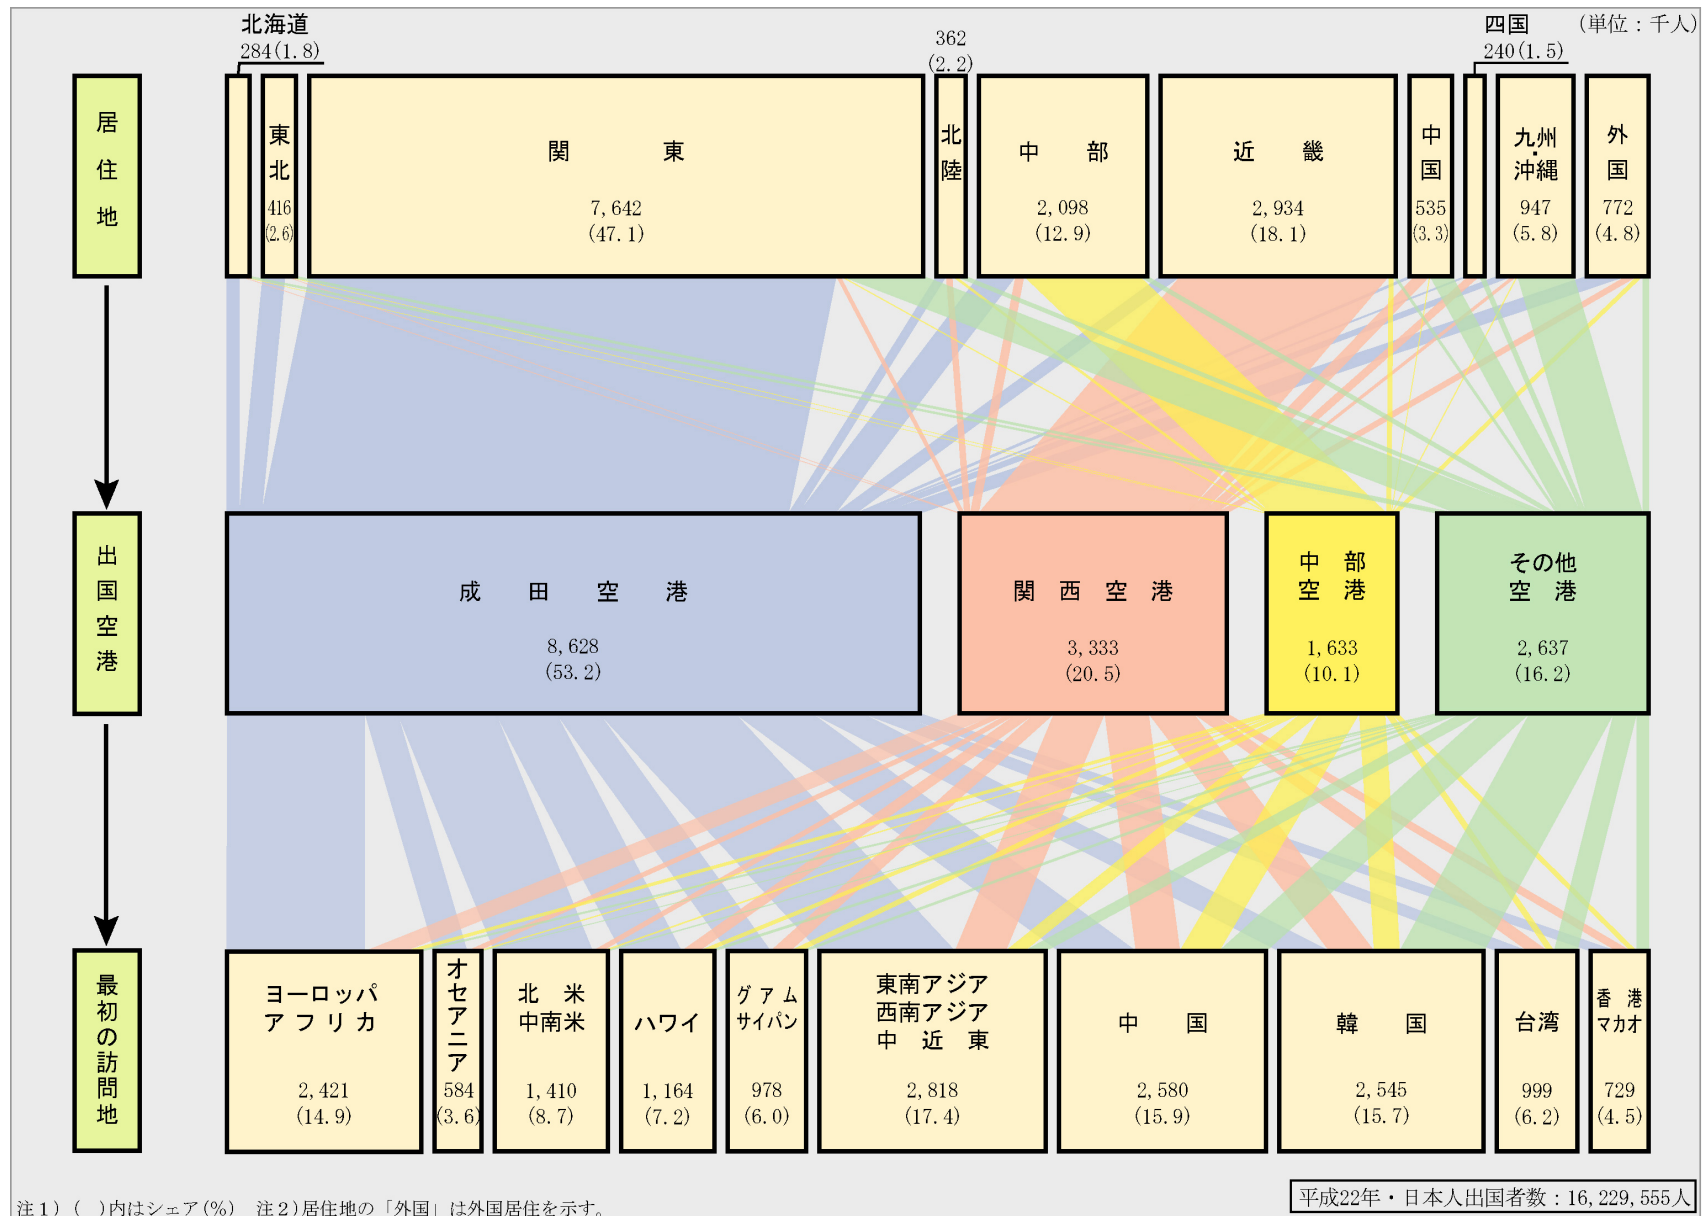 北海道
284(1.8)
362
(2.2)
四国
240(1.5)
(単位：千人)
居住地
東北
416
(2.6)
関東
7,642
(47.1)
北陸
中部
2,098
(12.9)
近畿
2,934
(18.1)
中国
535
(3.3)
九州・
沖縄
947
(5.8)
外国
772
(4.8)
出国空港
成田空港
8,628
(53.2)
関西空港
3,333
(20.5)
中部
空港
1,633
(10.1)
その他
空港
2,637
(16.2)
最初の訪問地
ヨーロッパ
アフリカ
2,421
(14.9)
オセアニア
584
(3.6)
北米
中南米
1,410
(8.7)
ハワイ
1,164
(7.2)
グアム
サイパン
978
(6.0)
東南アジア
西南アジア
中近東
2,818
(17.4)
中国
2,580
(15.9)
韓国
2,545
(15.7)
台湾
999
(6.2)
香港
マカオ
729
(4.5)
注1)（　)内はシェア(%)　注2)居住地の「外国」は外国居住を示す。
平成22年・日本人出国者数：16,229,555人